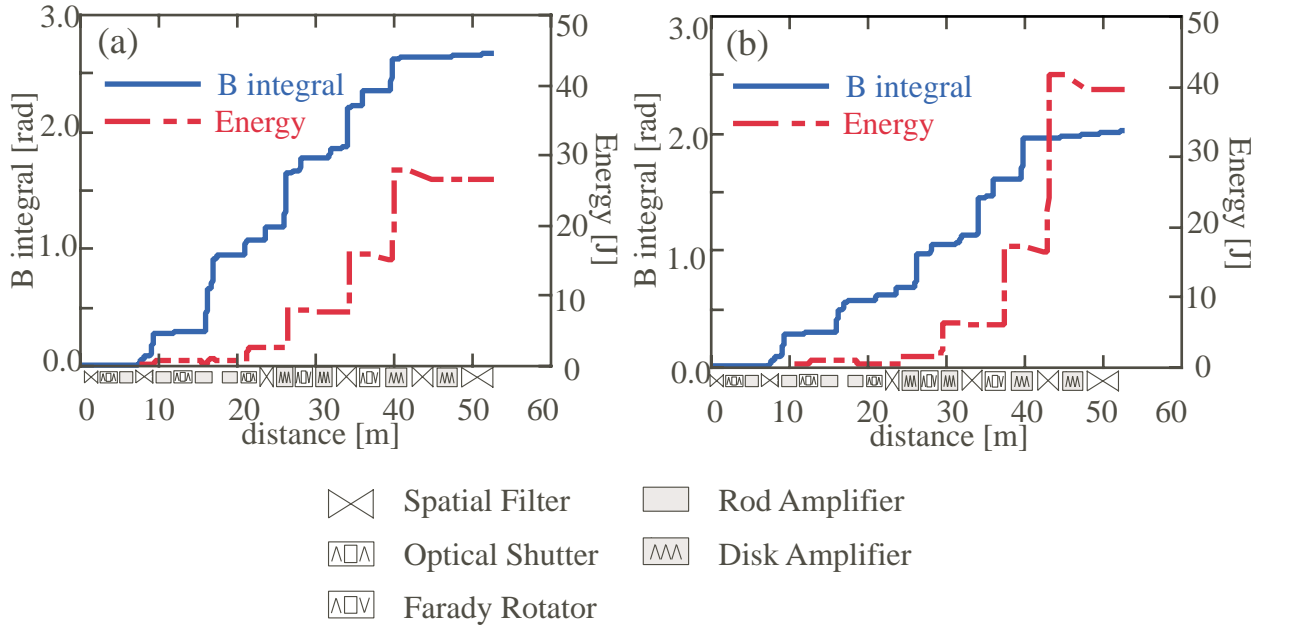 (a)
B integral
Energy
3.0
2.0
1.0
0.0
B integral [rad]
50
40
30
20
10
0
Energy [J]
0 10 20 30 40 50 60
distance [m]
(b)
B integral
Energy
3.0
2.0
1.0
0.0
B integral [rad]
50
40
30
20
10
0
Energy [J]
0 10 20 30 40 50 60
distance [m]
Spatial Filter
Rod Amplifier
Optical Shutter
Disk Amplifier
Farady Rotator